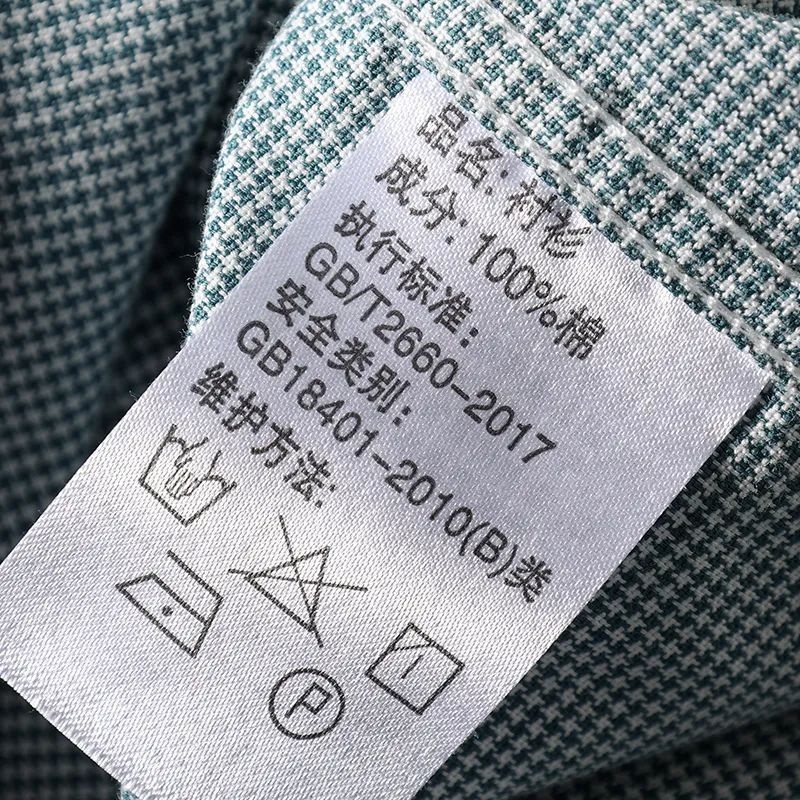 品名: 衬衫
成分: 100%棉
执行标准:
GB/T2660-2017
安全类别:
GB18401-2010(B)类
维护方法:
P